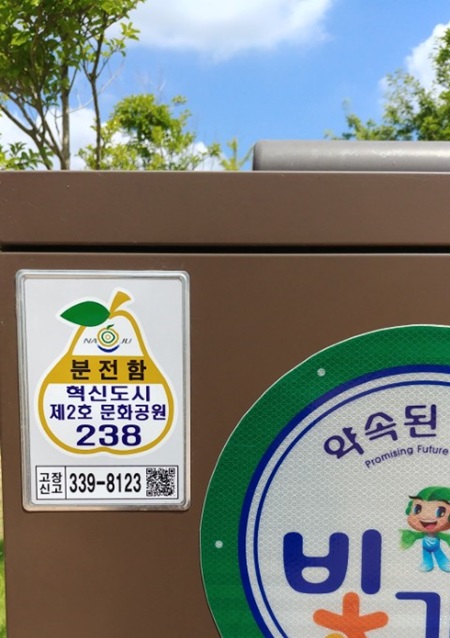 NAJU
분전함
혁신도시
제2호 문화공원
238
고장
신고
339-8123
약속된
Promising Future